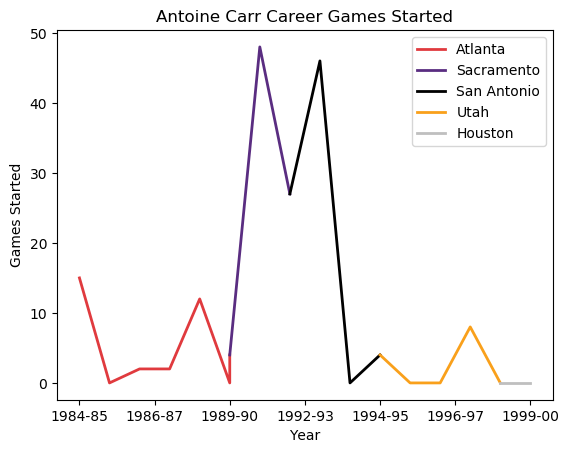 Antoine Carr Career Games Started
50
40
30
20
10
0
Games Started
Atlanta
Sacramento
San Antonio
Utah
Houston
1984-85 1986-87 1989-90 1992-93 1994-95 1996-97 1999-00
Year